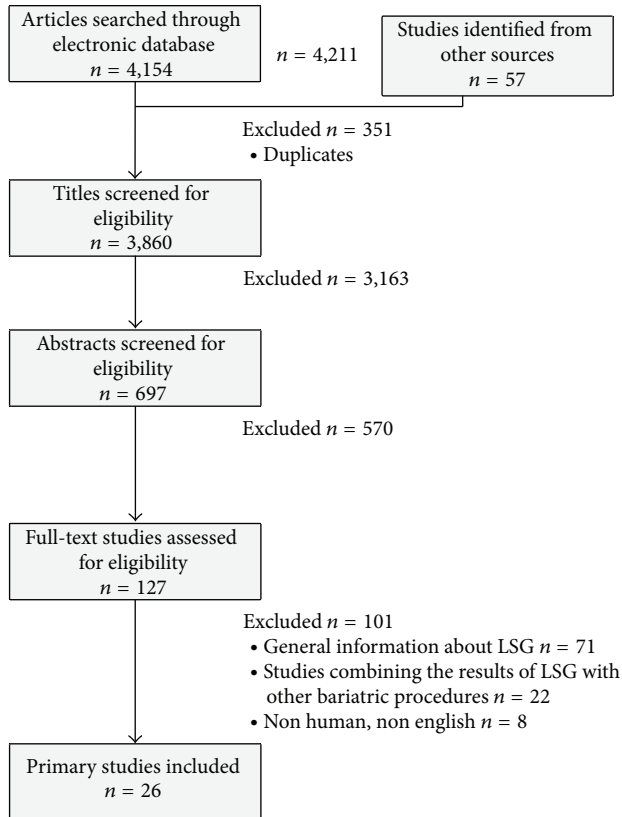 Articles searched through
electronic database
n = 4,154
n = 4,211
Studies identified from
other sources
n = 57
Excluded n = 351
• Duplicates
Titles screened for
eligibility
n = 3,860
Excluded n = 3,163
Abstracts screened for
eligibility
n = 697
Excluded n = 570
Full-text studies assessed
for eligibility
n = 127
Excluded n = 101
• General information about LSG n = 71
• Studies combining the results of LSG with
other bariatric procedures n = 22
• Non human, non english n = 8
Primary studies included
n = 26